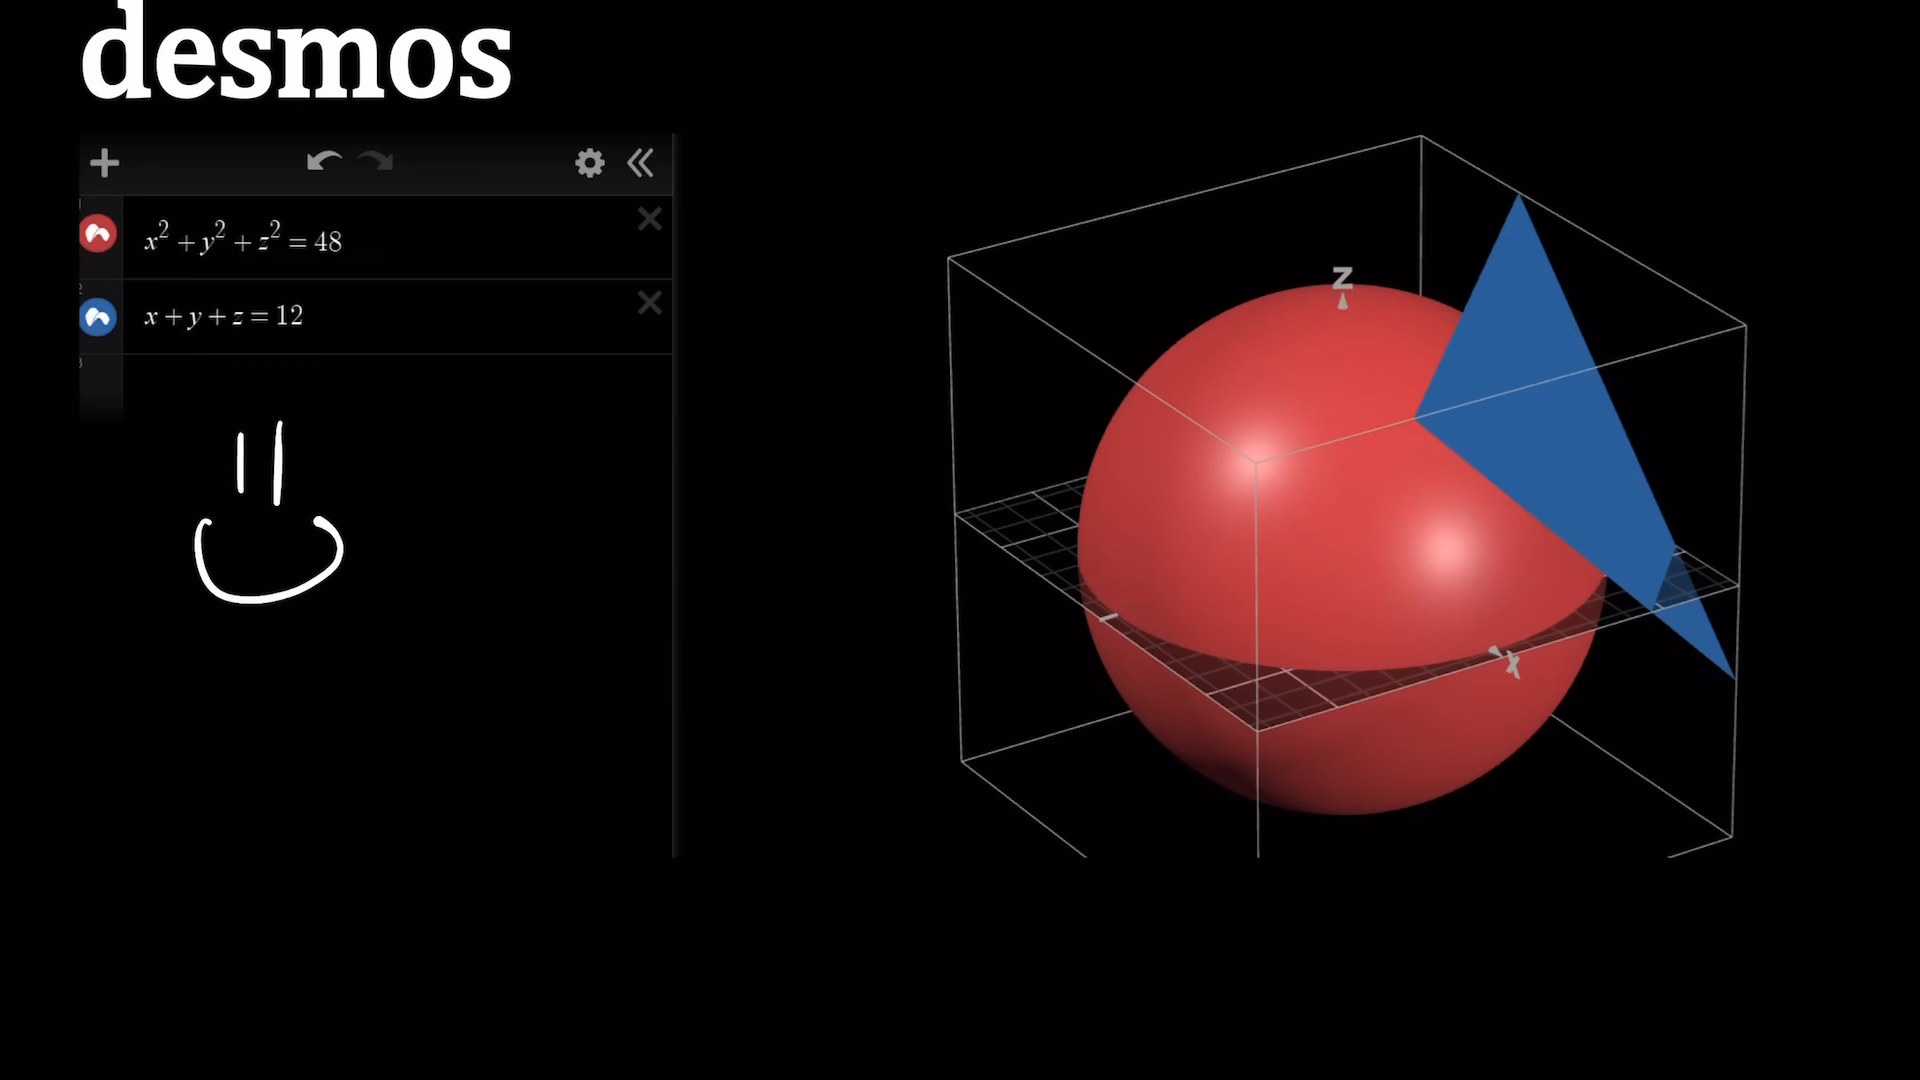 desmos
x² + y² + z² = 48
x + y + z = 12
z
x